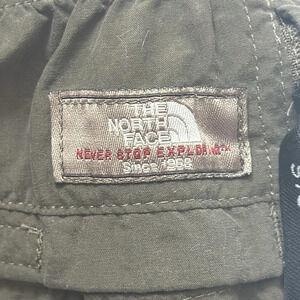 THE
NORTH
FACE
NEVER STOP EXPLORING
Since 1968
S